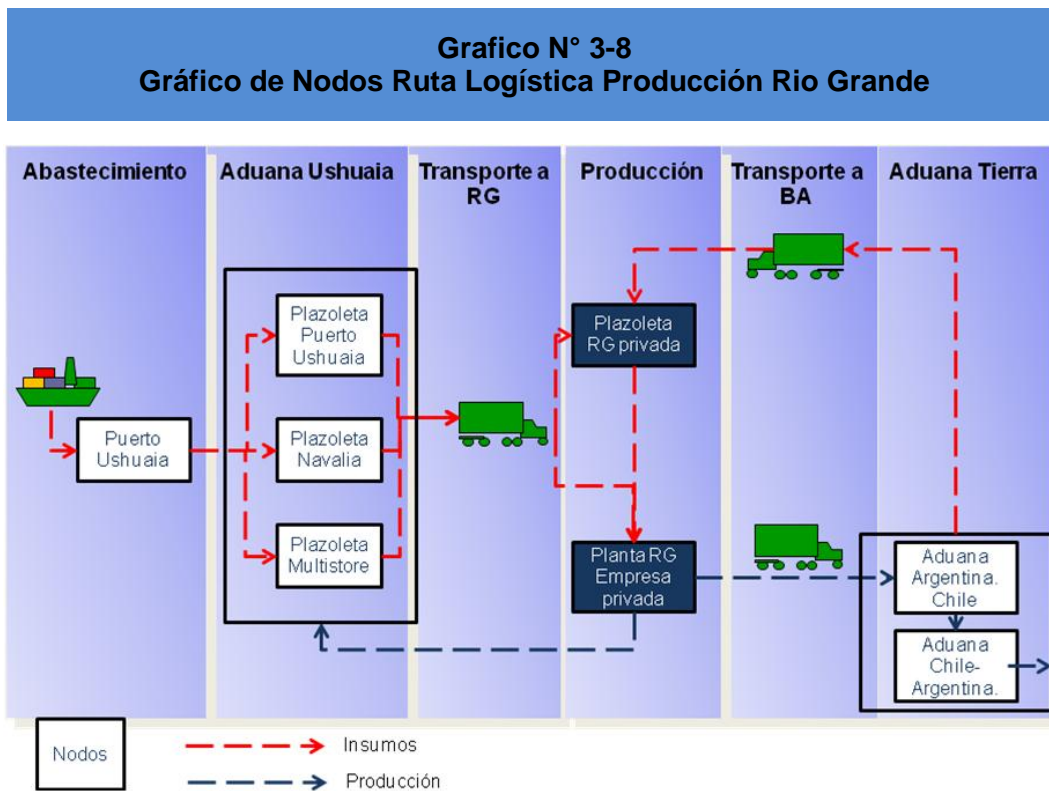 Grafico N° 3-8
Gráfico de Nodos Ruta Logística Producción Rio Grande
Abastecimiento
Aduana Ushuaia
Transporte a
RG
Producción
Transporte a
BA
Aduana Tierra
Plazoleta
Puerto
Ushuaia
Plazoleta
RG privada
Puerto
Ushuaia
Plazoleta
Navalia
Plazoleta
Multistore
Planta RG
Empresa
privada
Aduana
Argentina.
Chile
Aduana
Chile-
Argentina.
Nodos
Insumos
Producción